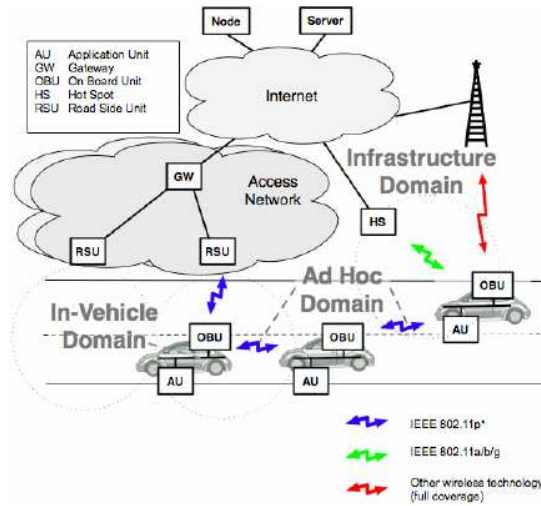 Node
Server
AU Application Unit
GW Gateway
OBU On Board Unit
HS Hot Spot
RSU Road Side Unit
Internet
Infrastructure
Domain
GW
Access
Network
HS
RSU
RSU
Ad Hoc
Domain
OBU
In-Vehicle
Domain
AU
OBU
OBU
AU
AU
IEEE 802.11p*
IEEE 802.11a/b/g
Other wireless technology
(full coverage)